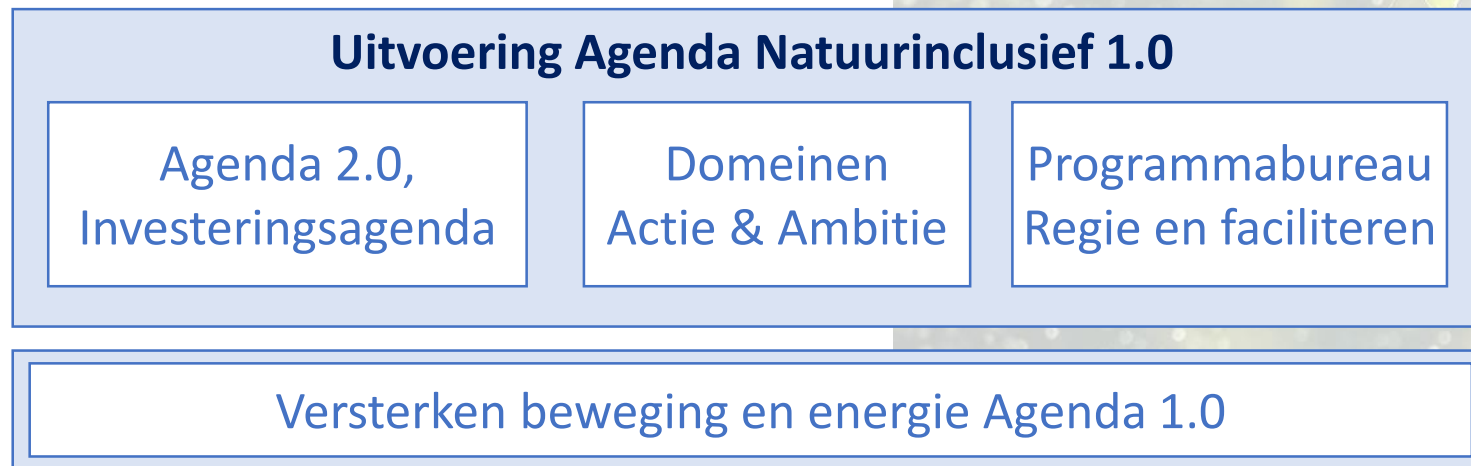 Uitvoering Agenda Natuurinclusief 1.0
Agenda 2.0,
Investeringsagenda
Domeinen
Actie & Ambitie
Programmabureau
Regie en faciliteren
Versterken beweging en energie Agenda 1.0